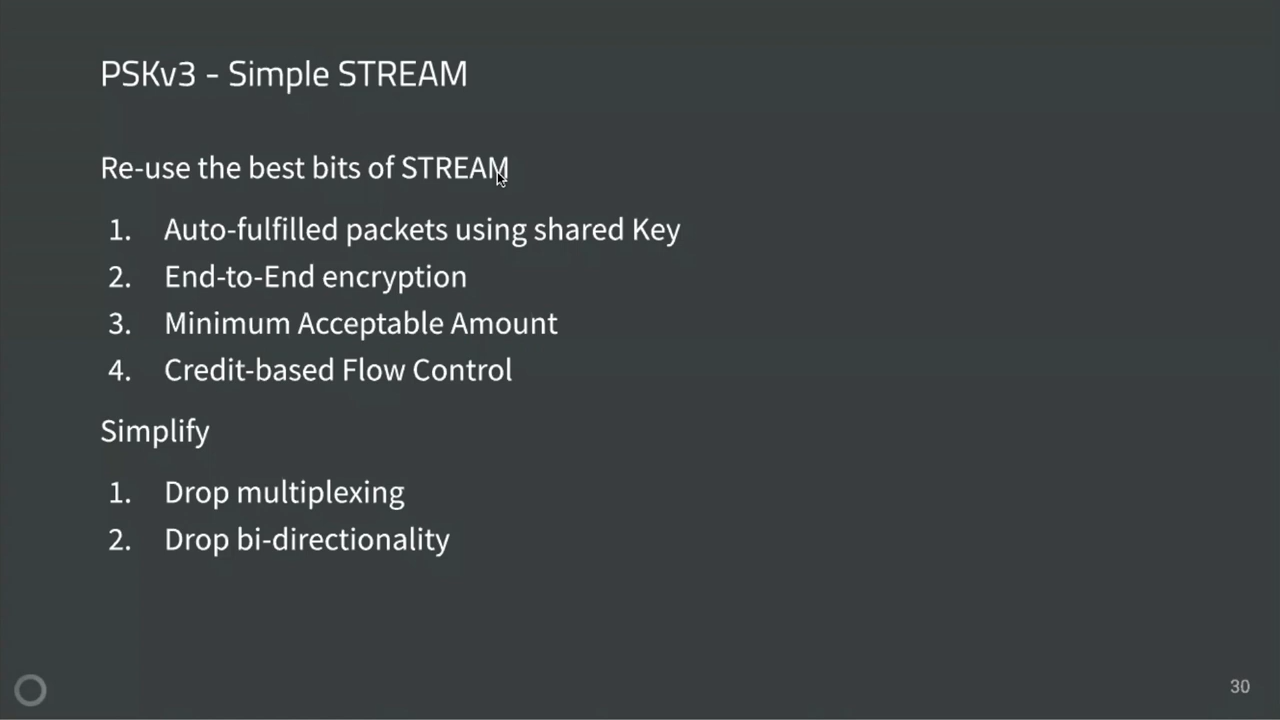 PSKv3 - Simple STREAM
Re-use the best bits of STREAM
1. Auto-fulfilled packets using shared Key
2. End-to-End encryption
3. Minimum Acceptable Amount
4. Credit-based Flow Control
Simplify
1. Drop multiplexing
2. Drop bi-directionality
30